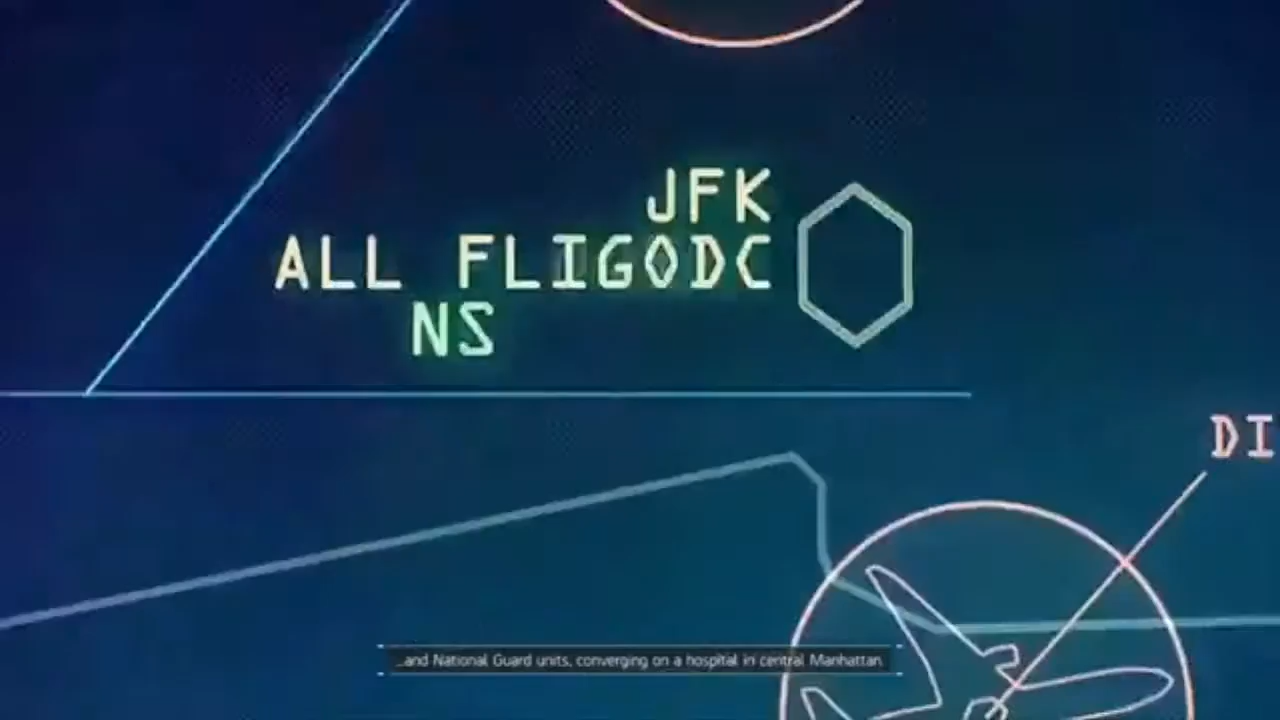 JFK
ALL FLIGODC
NS
DI
...and National Guard units, converging on a hospital in central Manhattan.